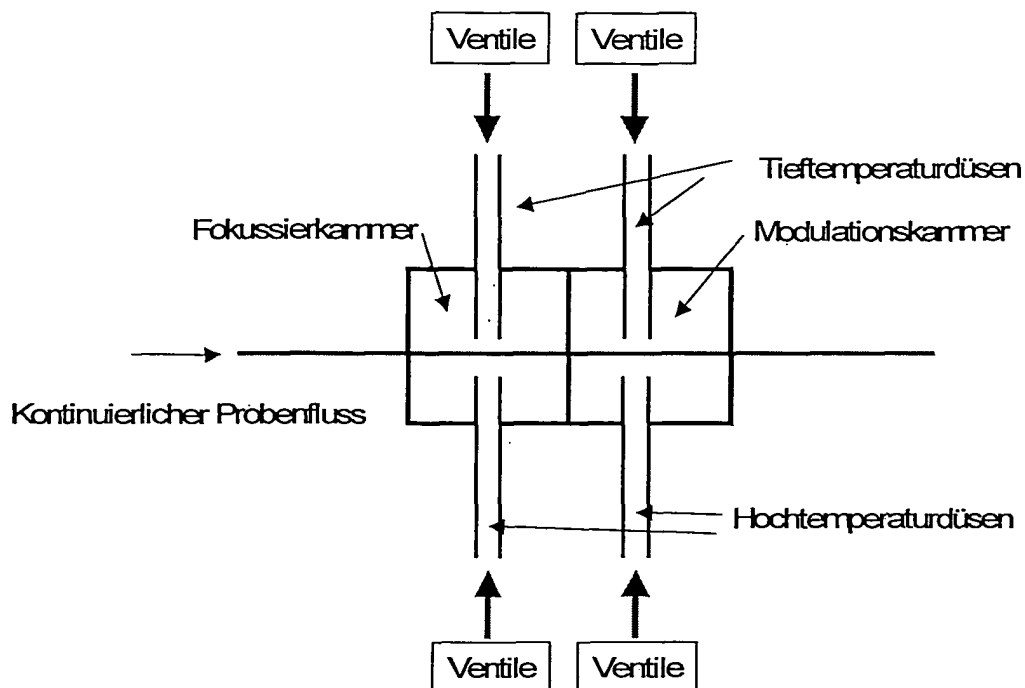 Ventile
Ventile
Tieftemperaturdüsen
Fokussierkammer
Modulationskammer
Kontinuierlicher Probenfluss
Hochtemperaturdüsen
Ventile
Ventile